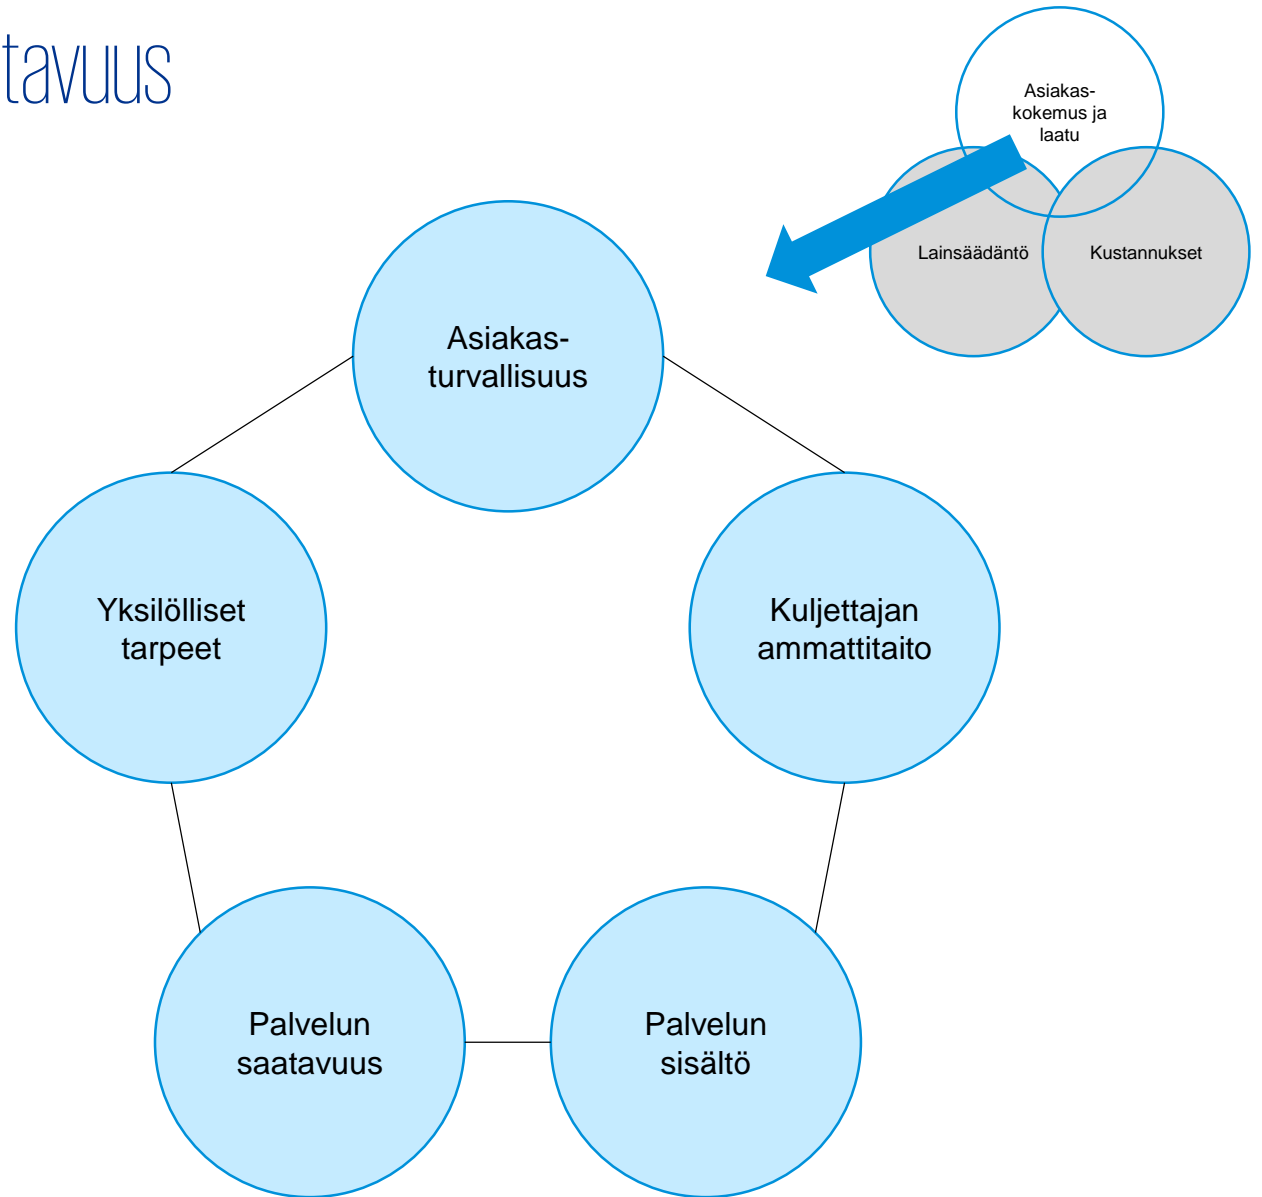 tavuus
Asiakas-
kokemus ja
laatu
Lainsäädäntö
Kustannukset
Asiakas-
turvallisuus
Yksilölliset
tarpeet
Kuljettajan
ammattitaito
Palvelun
saatavuus
Palvelun
sisältö